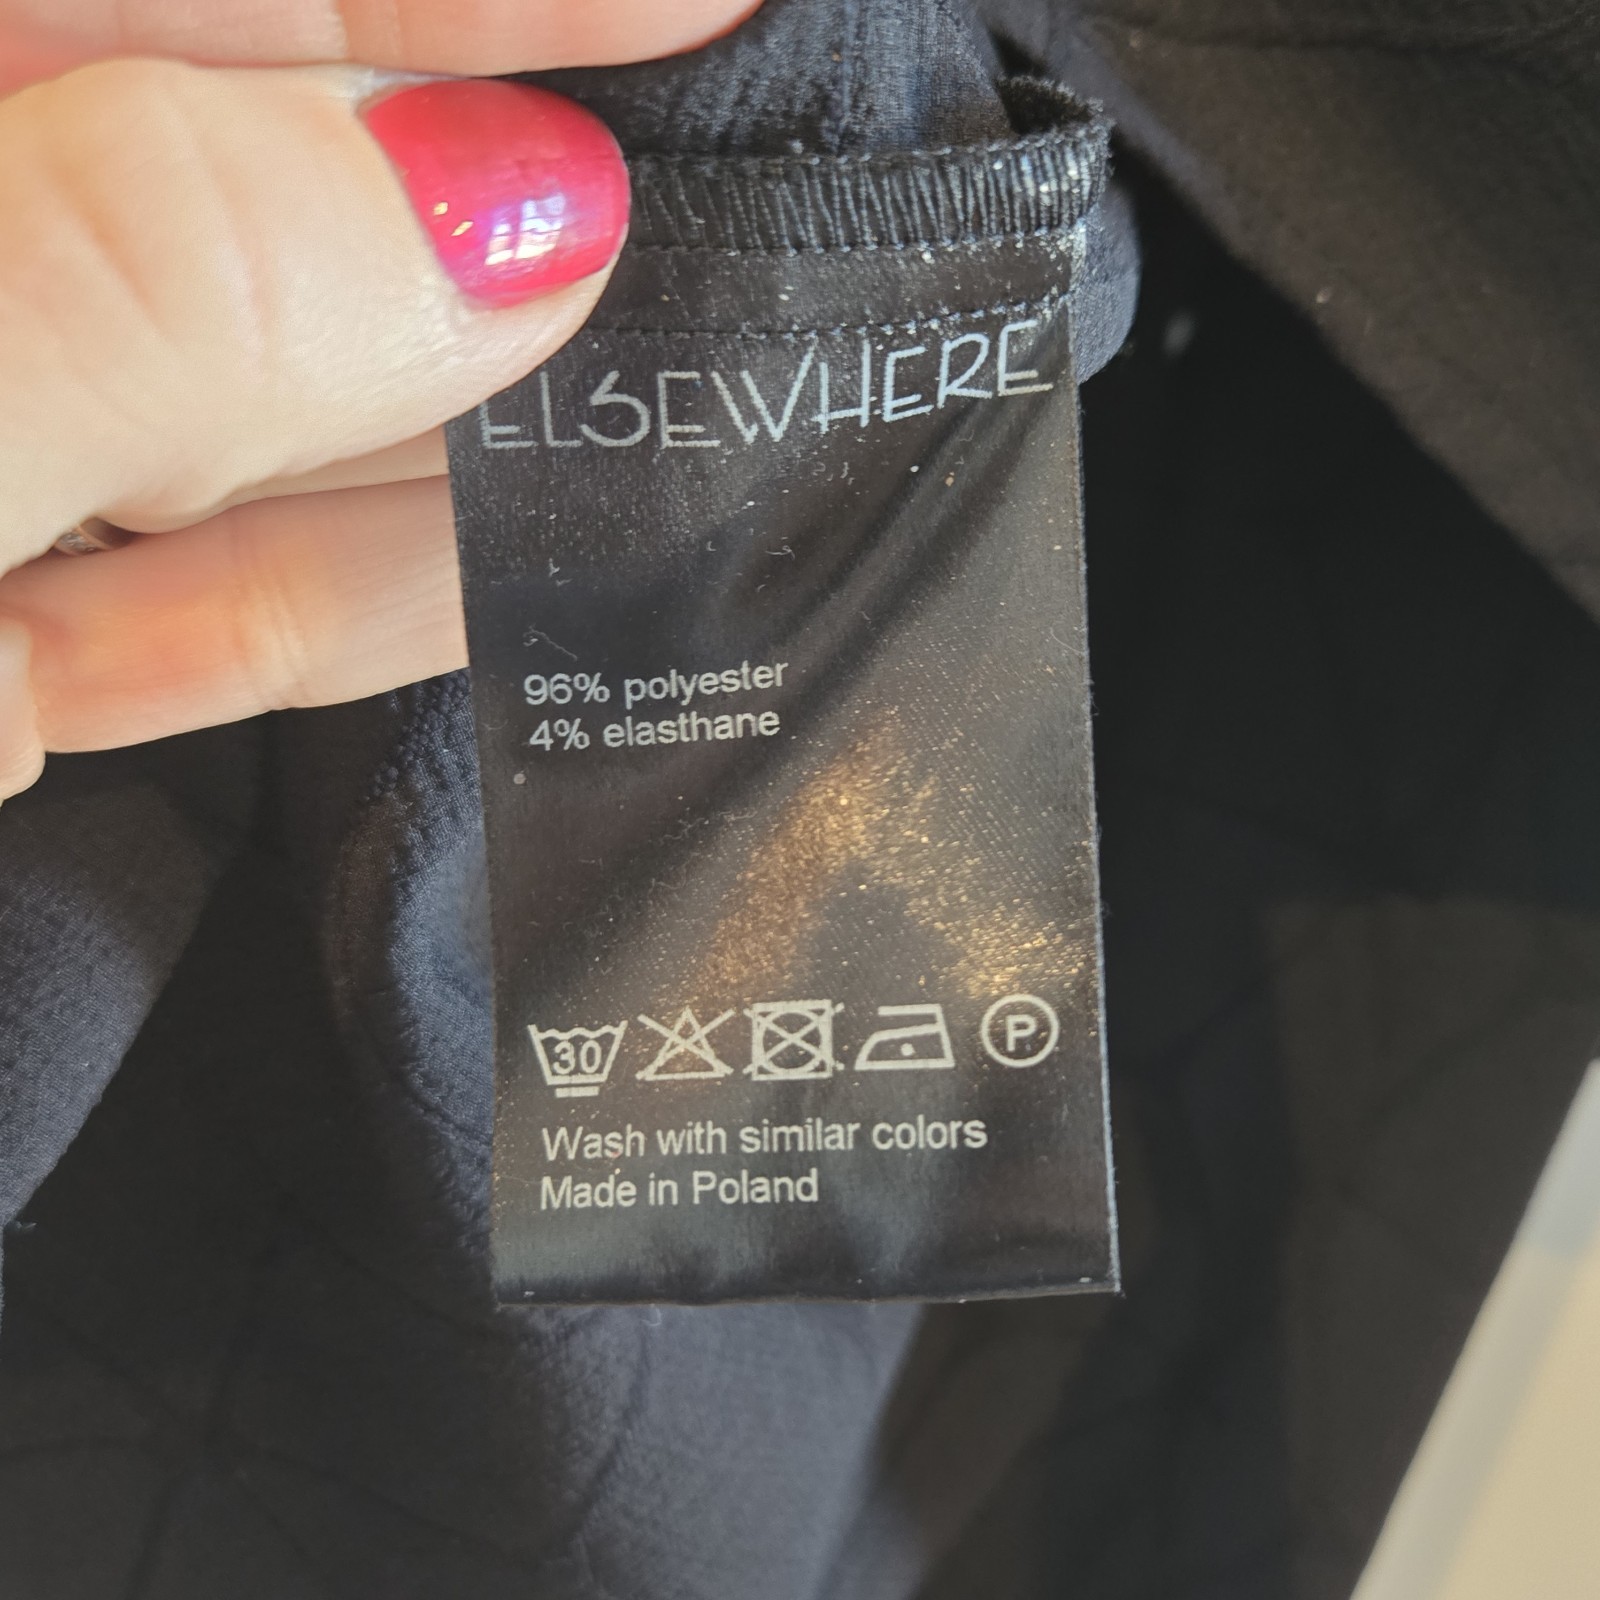 ELSEWHERE
96% polyester
4% elasthane
30 P
Wash with similar colors
Made in Poland